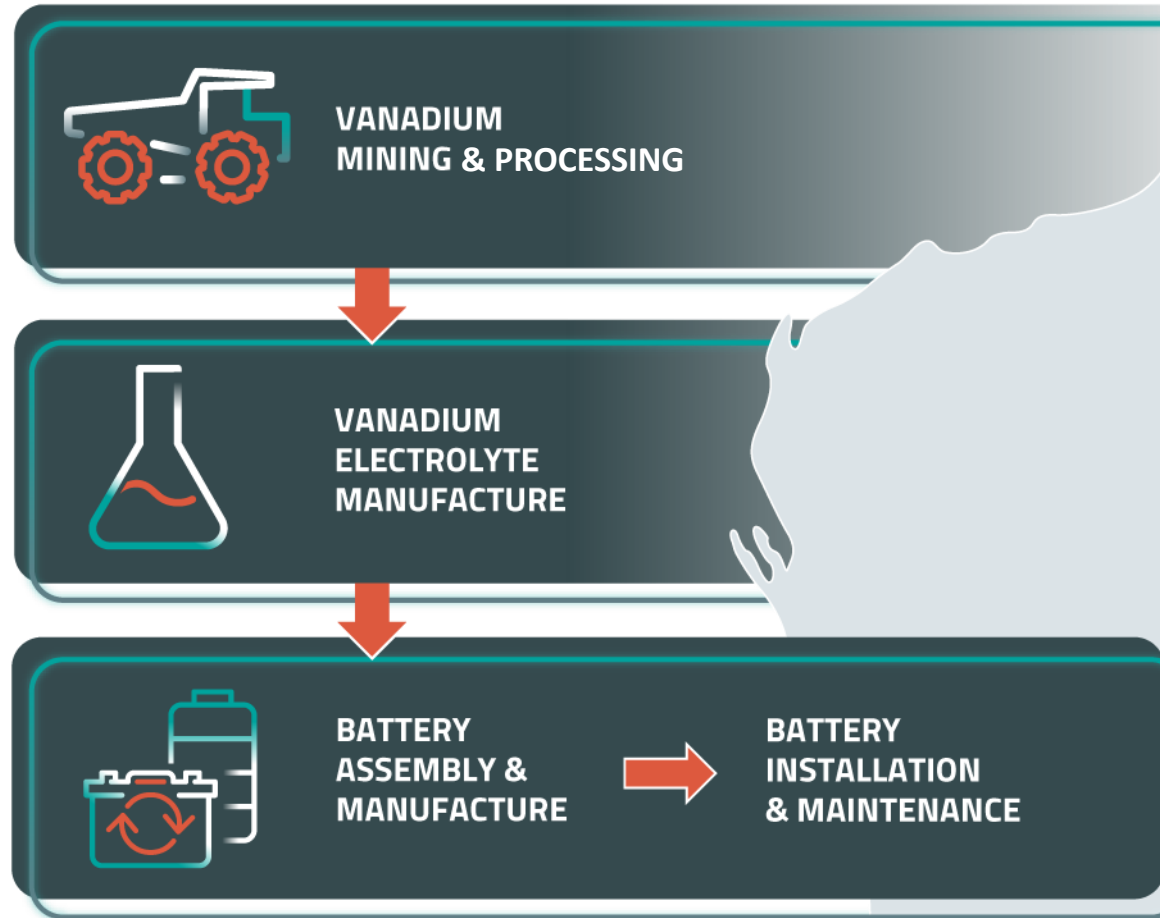 VANADIUM
MINING & PROCESSING
VANADIUM
ELECTROLYTE
MANUFACTURE
BATTERY
ASSEMBLY &
MANUFACTURE
BATTERY
INSTALLATION
& MAINTENANCE